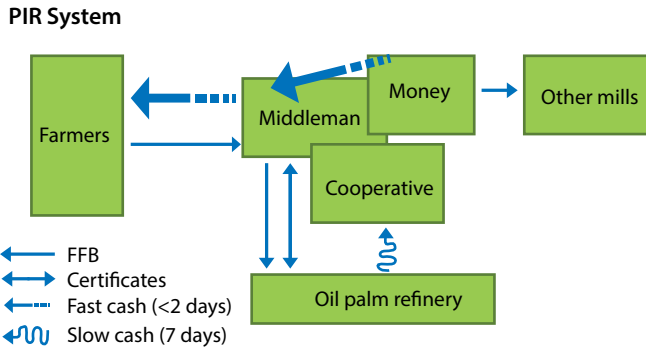 PIR System
Farmers
Middleman
Money
Other mills
Cooperative
Oil palm refinery
FFB
Certificates
Fast cash (<2 days)
Slow cash (7 days)